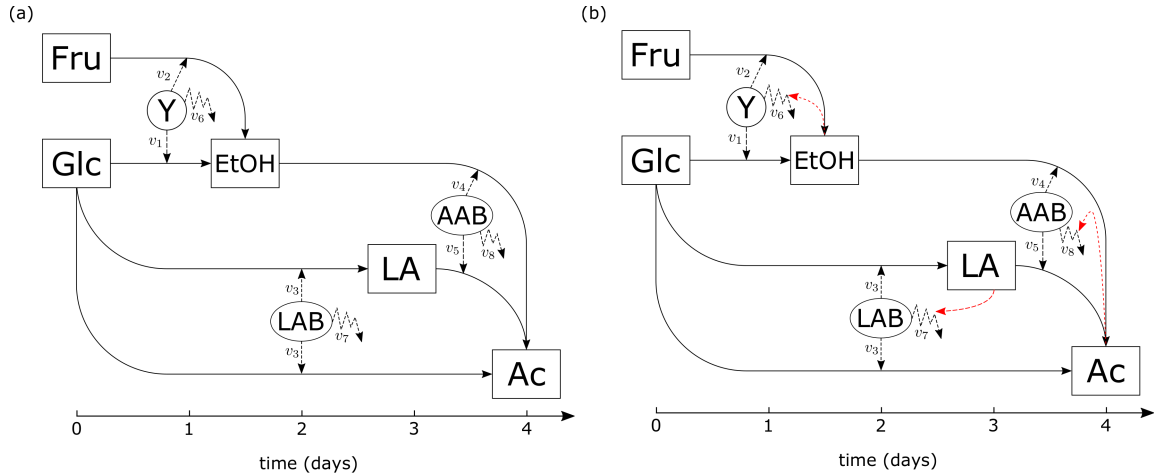 (a)
Fru
v2
Y
v6
v1
Glc
EtOH
v4
AAB
v5
v8
LA
v3
LAB
v7
v3
Ac
0 1 2 3 4
time (days)
(b)
Fru
v2
Y
v6
v1
Glc
EtOH
v4
AAB
v5
v8
LA
v3
LAB
v7
v3
Ac
0 1 2 3 4
time (days)